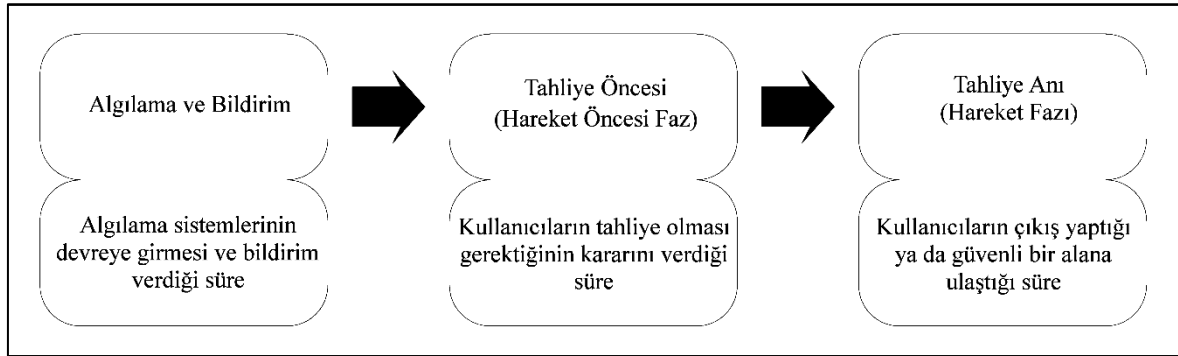 Algılama ve Bildirim
Algılama sistemlerinin
devreye girmesi ve bildirim
verdiği süre
Tahliye Öncesi
(Hareket Öncesi Faz)
Kullanıcıların tahliye olması
gerektiğinin kararını verdiği
süre
Tahliye Anı
(Hareket Fazı)
Kullanıcıların çıkış yaptığı
ya da güvenli bir alana
ulaştığı süre